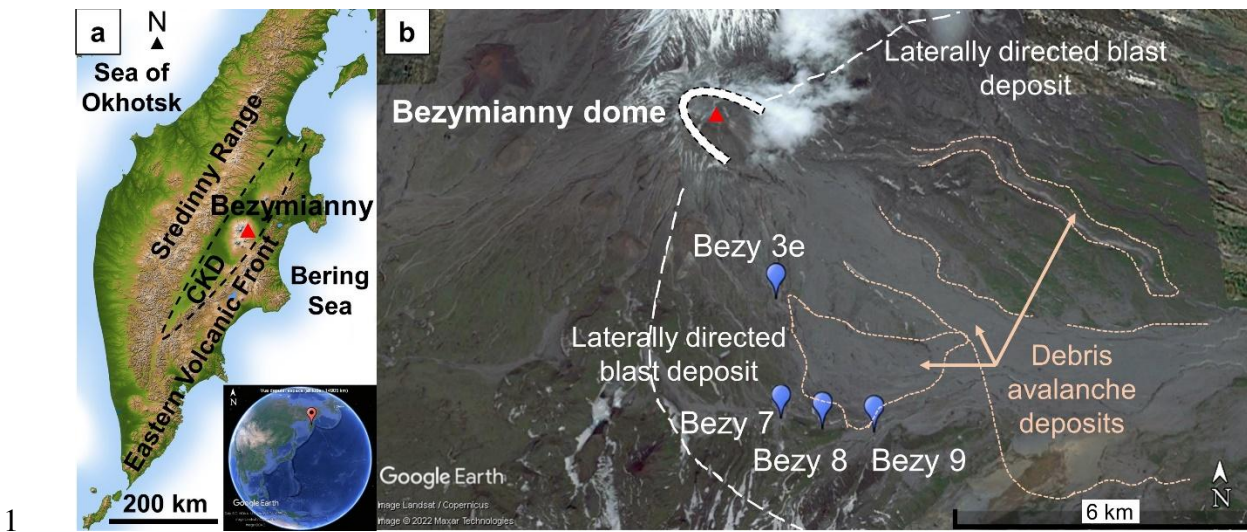 a
N
Sea of
Okhotsk
Sredinny Range
Bezymianny
CKD
Eastern Volcanic Front
Bering
Sea
200 km
N
Google Earth
b
Laterally directed blast
deposit
Bezymianny dome
Bezy 3e
Laterally directed
blast deposit
Bezy 7
Bezy 8
Bezy 9
Debris
avalanche
deposits
Google Earth
Image Landsat / Copernicus
Image © 2022 Maxar Technologies
N
6 km
1